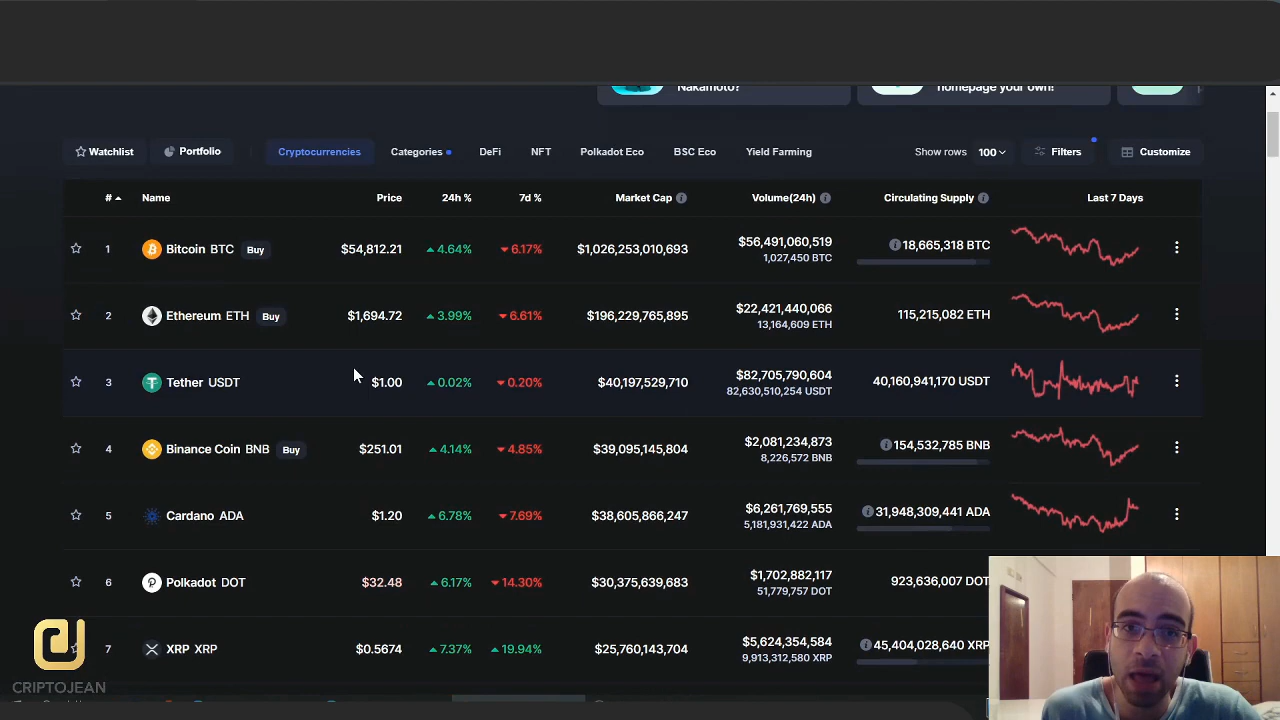 Nakamoto?
homepage your own!
Watchlist Portfolio Cryptocurrencies Categories DeFi NFT Polkadot Eco BSC Eco Yield Farming Show rows 100 Filters Customize
# Name Price 24h % 7d % Market Cap Volume(24h) Circulating Supply Last 7 Days
1 Bitcoin BTC Buy $54,812.21 4.64% 6.17% $1,026,253,010,693 $56,491,060,519 18,665,318 BTC
1,027,450 BTC
2 Ethereum ETH Buy $1,694.72 3.99% 6.61% $196,229,765,895 $22,421,440,066 115,215,082 ETH
13,164,609 ETH
3 Tether USDT $1.00 0.02% 0.20% $40,197,529,710 $82,705,790,604 40,160,941,170 USDT
82,630,510,254 USDT
4 Binance Coin BNB Buy $251.01 4.14% 4.85% $39,095,145,804 $2,081,234,873 154,532,785 BNB
8,226,572 BNB
5 Cardano ADA $1.20 6.78% 7.69% $38,605,866,247 $6,261,769,555 31,948,309,441 ADA
5,181,931,422 ADA
6 Polkadot DOT $32.48 6.17% 14.30% $30,375,639,683 $1,702,882,117 923,636,007 DOT
51,779,757 DOT
7 XRP XRP $0.5674 7.37% 19.94% $25,760,143,704 $5,624,354,584 45,404,028,640 XRP
9,913,312,580 XRP
CRIPTOJEAN